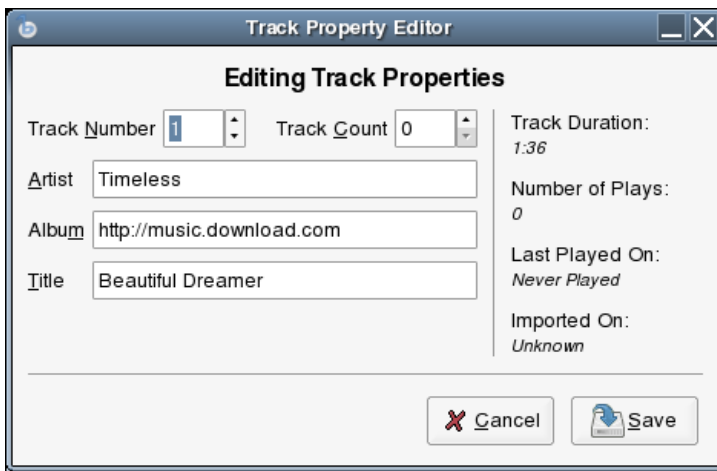 Track Property Editor
Editing Track Properties
Track Number 1 Track Count 0
Artist Timeless
Album http://music.download.com
Title Beautiful Dreamer
Track Duration:
1:36
Number of Plays:
0
Last Played On:
Never Played
Imported On:
Unknown
Cancel Save